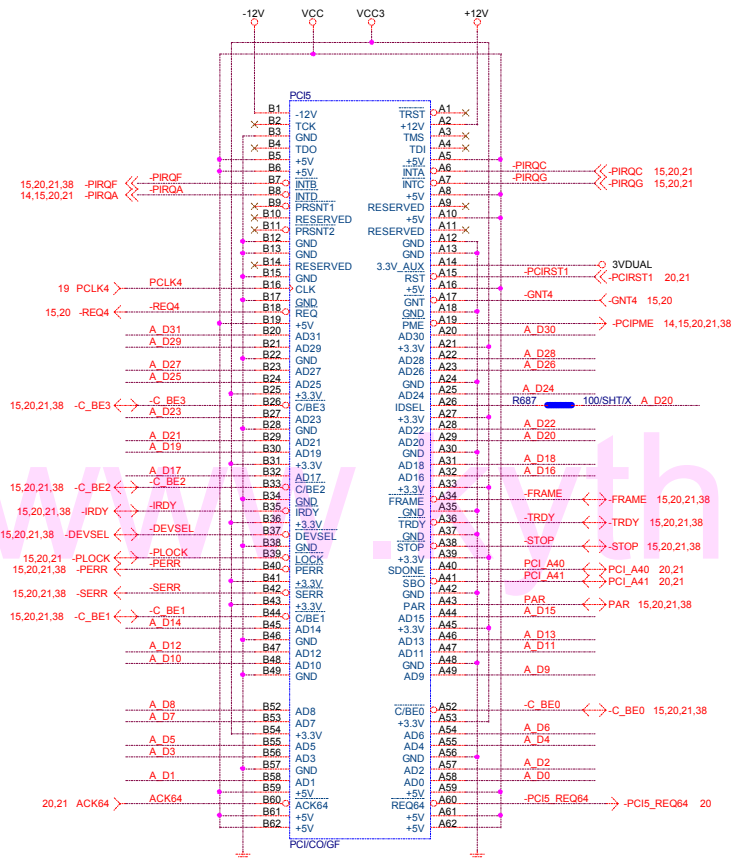 -12V VCC VCC3 +12V
PCI5
B1 -12V TRST A1
B2 TCK +12V A2
B3 GND TMS A3
B4 TDO TDI A4
B5 +5V +5V A5
B6 +5V INTA A6 -PIRQC -PIRQC 15,20,21
15,20,21,38 -PIRQF -PIRQF B7 INTB INTC A7 -PIRQG -PIRQG 15,20,21
14,15,20,21 -PIRQA -PIRQA B8 INTD +5V A8
B9 PRSNT1 RESERVED A9
B10 RESERVED +5V A10
B11 PRSNT2 RESERVED A11
B12 GND GND A12
B13 GND GND A13
B14 RESERVED 3.3V_AUX A14 3VDUAL
B15 GND RST A15 -PCIRST1 -PCIRST1 20,21
19 PCLK4 PCLK4 B16 CLK +5V A16
B17 GND GNT A17 -GNT4 -GNT4 15,20
15,20 -REQ4 -REQ4 B18 REQ GND A18
B19 +5V PME A19 -PCIPME 14,15,20,21,38
A_D31 B20 AD31 AD30 A20 A_D30
A_D29 B21 AD29 +3.3V A21
B22 GND AD28 A22 A_D28
A_D27 B23 AD27 AD26 A23 A_D26
A_D25 B24 AD25 GND A24
B25 +3.3V AD24 A25 A_D24
15,20,21,38 -C_BE3 -C_BE3 B26 C/BE3 IDSEL A26 R687 100/SHT/X A_D20
A_D23 B27 AD23 +3.3V A27
B28 GND AD22 A28 A_D22
A_D21 B29 AD21 AD20 A29 A_D20
A_D19 B30 AD19 GND A30
B31 +3.3V AD18 A31 A_D18
A_D17 B32 AD17 AD16 A32 A_D16
15,20,21,38 -C_BE2 -C_BE2 B33 C/BE2 +3.3V A33
B34 GND FRAME A34 -FRAME -FRAME 15,20,21,38
15,20,21,38 -IRDY -IRDY B35 IRDY GND A35
B36 +3.3V TRDY A36 -TRDY -TRDY 15,20,21,38
15,20,21,38 -DEVSEL -DEVSEL B37 DEVSEL GND A37
B38 GND STOP A38 -STOP -STOP 15,20,21,38
15,20,21 -PLOCK -PLOCK B39 LOCK +3.3V A39
15,20,21,38 -PERR -PERR B40 PERR SDONE A40 PCI_A40 PCI_A40 20,21
B41 +3.3V SBO A41 PCI_A41 PCI_A41 20,21
15,20,21,38 -SERR -SERR B42 SERR GND A42
B43 +3.3V PAR A43 PAR PAR 15,20,21,38
15,20,21,38 -C_BE1 -C_BE1 B44 C/BE1 AD15 A44 A_D15
A_D14 B45 AD14 +3.3V A45
B46 GND AD13 A46 A_D13
A_D12 B47 AD12 AD11 A47 A_D11
A_D10 B48 AD10 GND A48
B49 GND AD9 A49 A_D9
A_D8 B52 AD8 C/BE0 A52 -C_BE0 -C_BE0 15,20,21,38
A_D7 B53 AD7 +3.3V A53
B54 +3.3V AD6 A54 A_D6
A_D5 B55 AD5 AD4 A55 A_D4
A_D3 B56 AD3 GND A56
B57 GND AD2 A57 A_D2
A_D1 B58 AD1 AD0 A58 A_D0
B59 +5V +5V A59
20,21 ACK64 ACK64 B60 ACK64 REQ64 A60 -PCI5_REQ64 -PCI5_REQ64 20
B61 +5V +5V A61
B62 +5V +5V A62
PCI/CO/GF
www.kyth